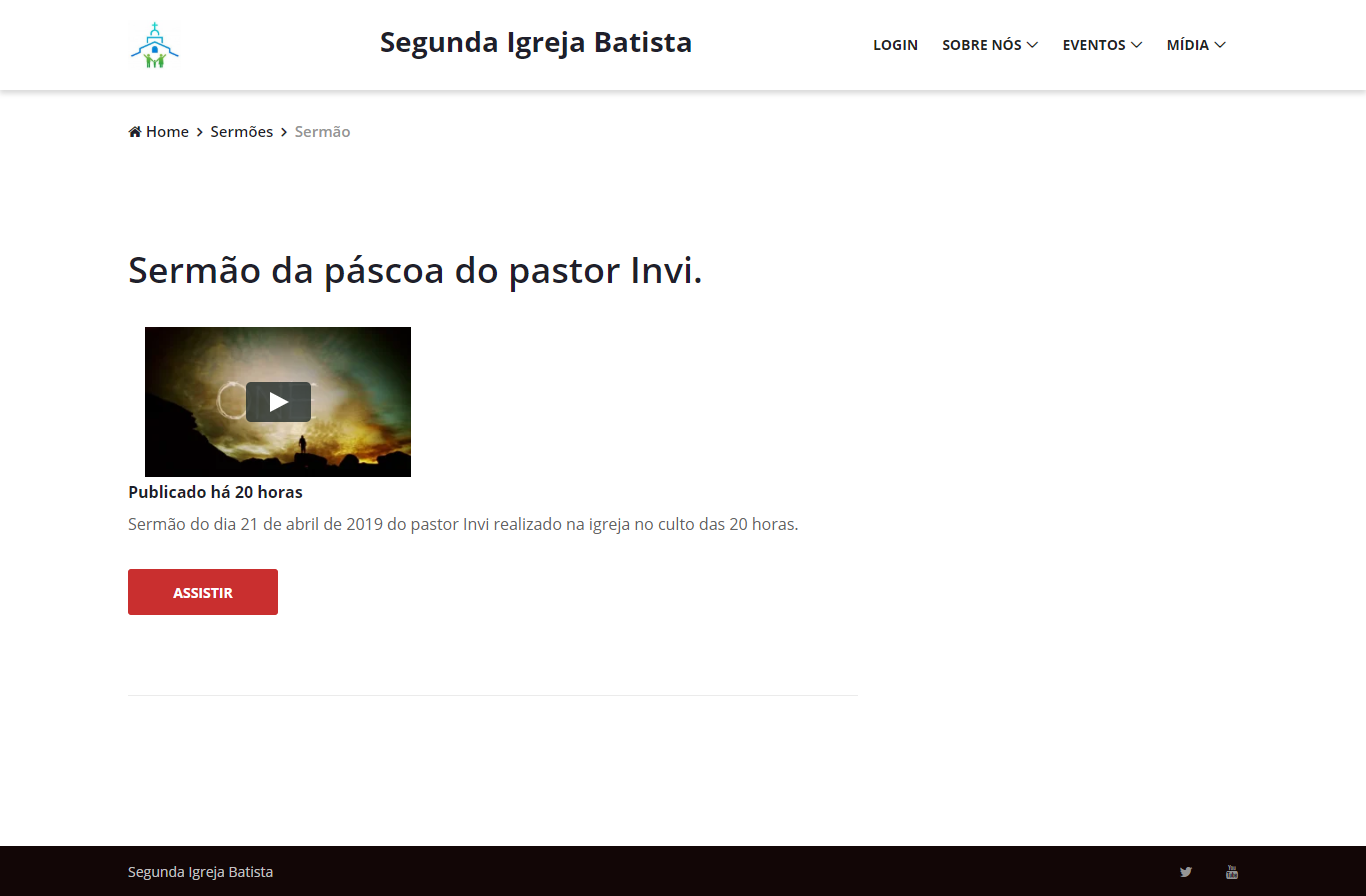 Segunda Igreja Batista
LOGIN SOBRE NÓS EVENTOS MÍDIA
Home > Sermões > Sermão
Sermão da páscoa do pastor Invi.
Publicado há 20 horas
Sermão do dia 21 de abril de 2019 do pastor Invi realizado na igreja no culto das 20 horas.
ASSISTIR
Segunda Igreja Batista
You Tube